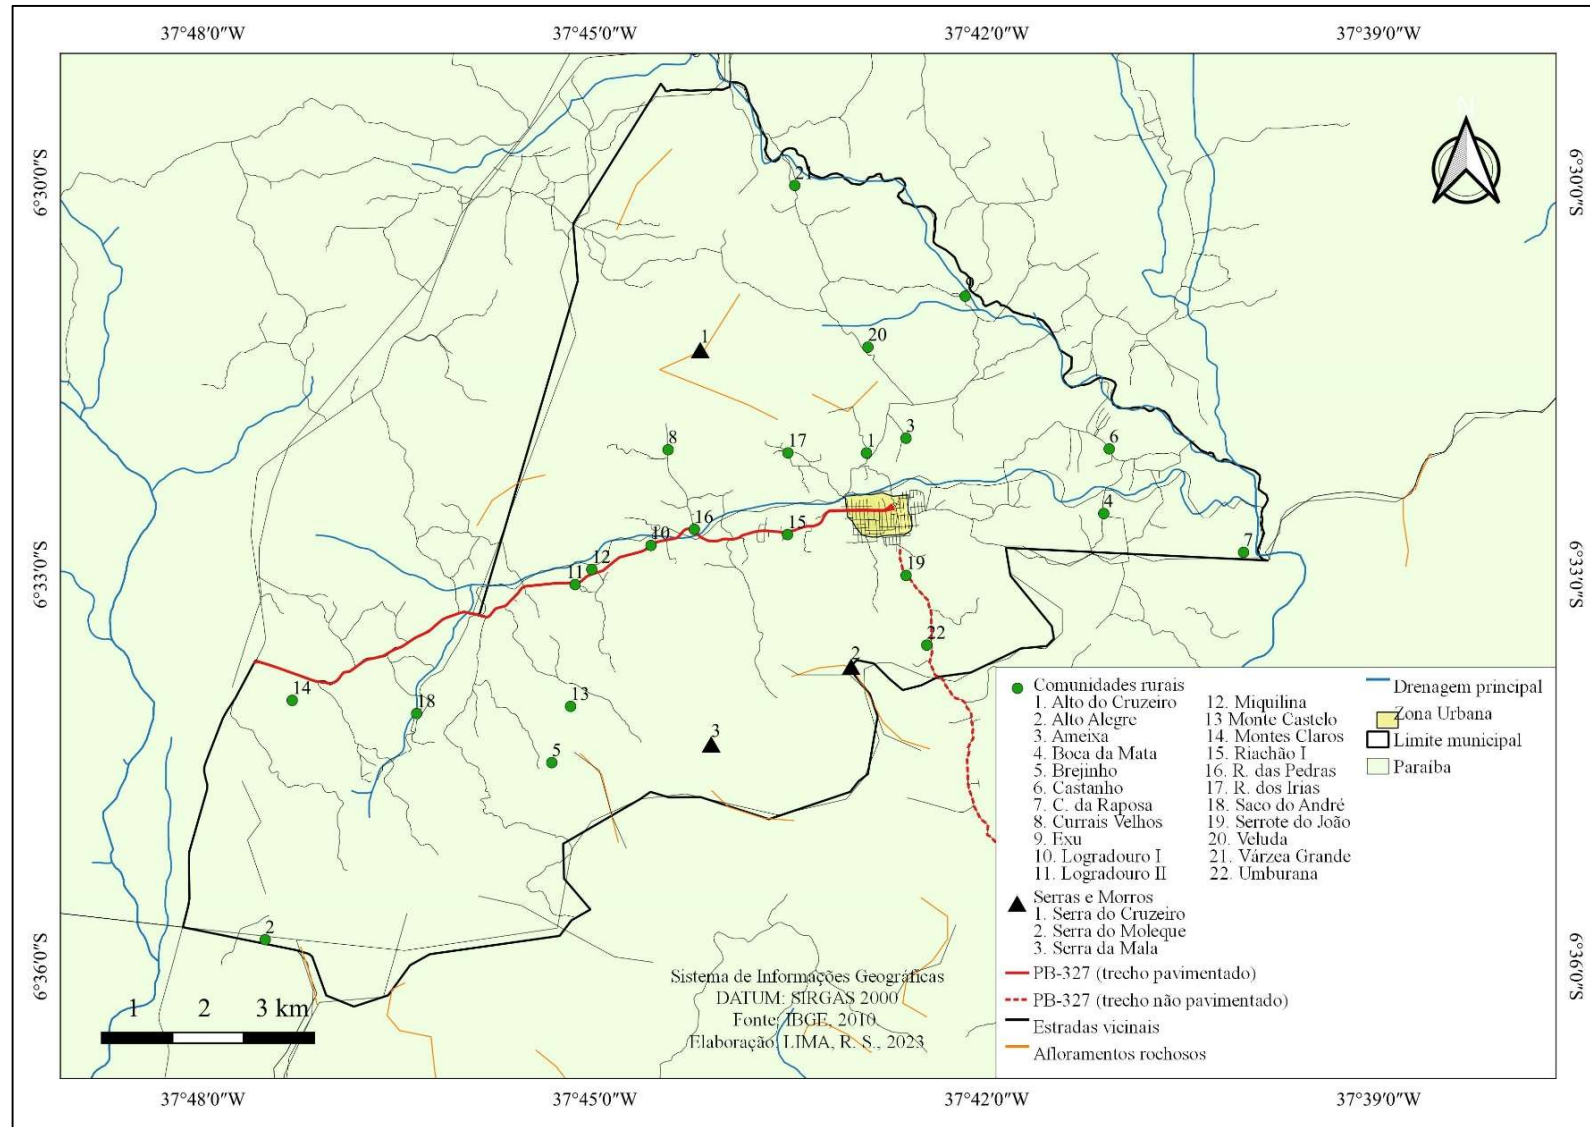 37°48'0"W 37°45'0"W 37°42'0"W 37°39'0"W
6°30'0"S 6°30'0"S
6°33'0"S 6°33'0"S
6°36'0"S 6°36'0"S
N
21
9
20
1
3
8
17
1
6
16
15
4
10
12
11
7
19
22
2
14
18
13
3
5
2
Comunidades rurais
1. Alto do Cruzeiro
2. Alto Alegre
3. Ameixa
4. Boca da Mata
5. Brejinho
6. Castanho
7. C. da Raposa
8. Currais Velhos
9. Exu
10. Logradouro I
11. Logradouro II
12. Miquilina
13 Monte Castelo
14. Montes Claros
15. Riachão I
16. R. das Pedras
17. R. dos Irias
18. Saco do André
19. Serrote do João
20. Veluda
21. Várzea Grande
22. Umburana
Serras e Morros
1. Serra do Cruzeiro
2. Serra do Moleque
3. Serra da Mala
PB-327 (trecho pavimentado)
PB-327 (trecho não pavimentado)
Estradas vicinais
Afloramentos rochosos
Drenagem principal
Zona Urbana
Limite municipal
Paraíba
Sistema de Informações Geográficas
DATUM: SIRGAS 2000
Fonte: IBGE, 2010.
Elaboração: LIMA, R. S., 2023
1 2 3 km
37°48'0"W 37°45'0"W 37°42'0"W 37°39'0"W